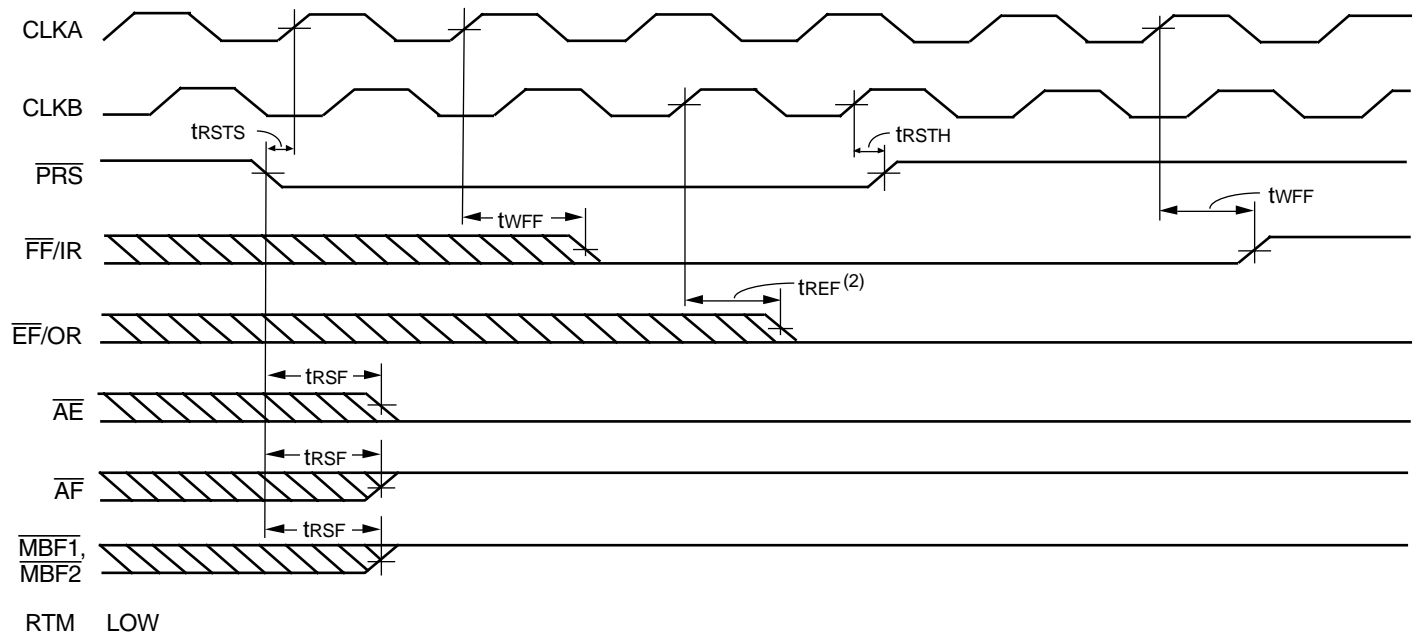 CLKA
CLKB
tRSTS
tRSTH
PRS
tWFF
tWFF
FF/IR
tREF(2)
EF/OR
tRSF
AE
tRSF
AF
tRSF
MBF1,
MBF2
RTM LOW